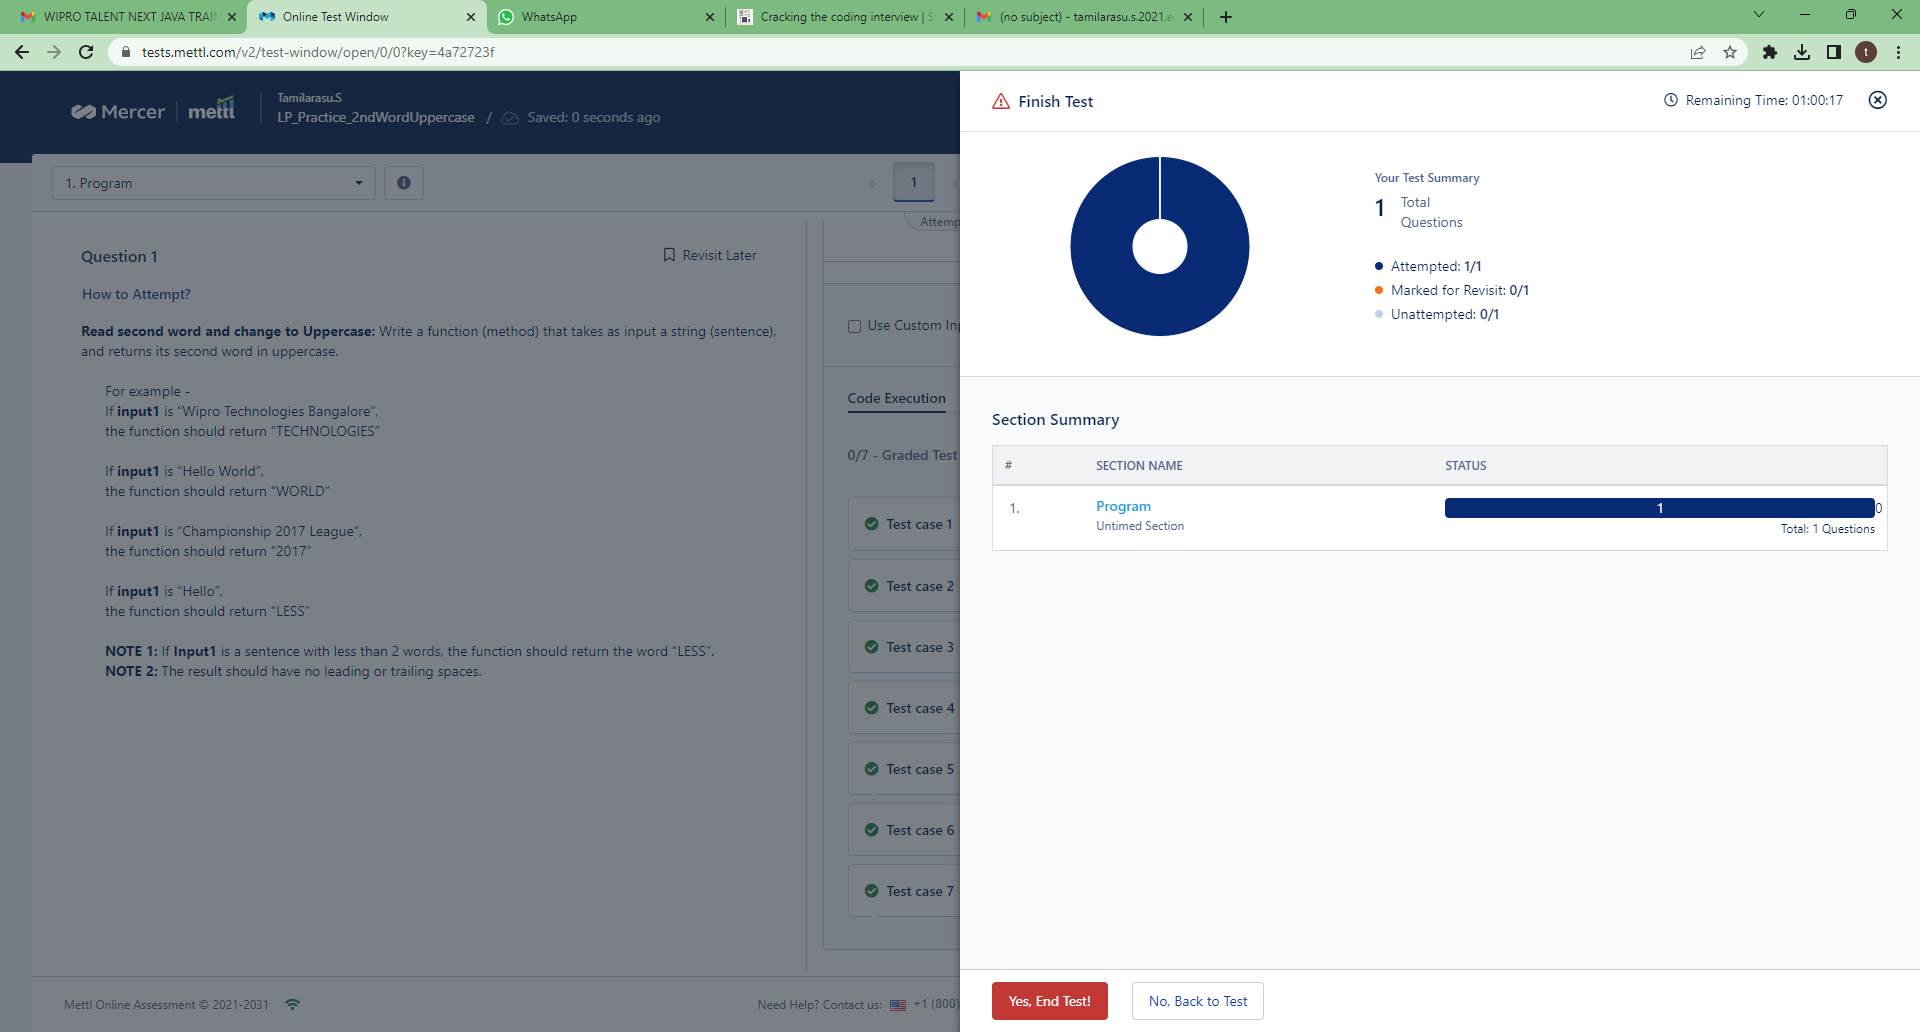 WIPRO TALENT NEXT JAVA TRAIN
Online Test Window
WhatsApp
Cracking the coding interview | S
(no subject) - tamilarasu.s.2021.e
tests.mettl.com/v2/test-window/open/0/0?key=4a72723f
t
Mercer
mettl
Tamilarasu.S
LP_Practice_2ndWordUppercase / Saved: 0 seconds ago
1. Program
1
Attemp
Question 1
Revisit Later
How to Attempt?
Read second word and change to Uppercase: Write a function (method) that takes as input a string (sentence),
and returns its second word in uppercase.
For example -
If input1 is “Wipro Technologies Bangalore”,
the function should return “TECHNOLOGIES”
If input1 is “Hello World”,
the function should return “WORLD”
If input1 is “Championship 2017 League”,
the function should return “2017”
If input1 is “Hello”,
the function should return “LESS”
NOTE 1: If Input1 is a sentence with less than 2 words, the function should return the word “LESS”.
NOTE 2: The result should have no leading or trailing spaces.
Use Custom Inp
Code Execution
0/7 - Graded Test
Test case 1
Test case 2
Test case 3
Test case 4
Test case 5
Test case 6
Test case 7
Mettl Online Assessment © 2021-2031
Need Help? Contact us: +1 (800)
Finish Test
Remaining Time: 01:00:17
Your Test Summary
1 Total
Questions
Attempted: 1/1
Marked for Revisit: 0/1
Unattempted: 0/1
Section Summary
# SECTION NAME STATUS
1. Program 1 0
Untimed Section Total: 1 Questions
Yes, End Test!
No, Back to Test